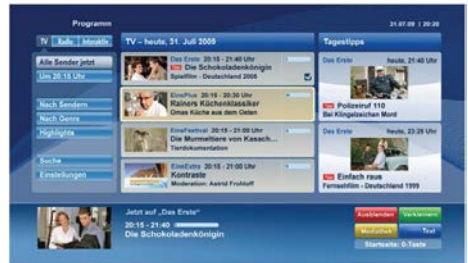 Programm
21.07.09 | 20:20
TV Radio Interaktiv
TV – heute, 31. Juli 2009
Tagestipps
Alle Sender jetzt
Um 20:15 Uhr
Nach Sendern
Nach Genre
Highlights
Suche
Einstellungen
Das Erste 20:15 - 21:40 Uhr
Die Schokoladenkönigin
Spielfilm - Deutschland 2005
EinsPlus 20:15 - 20:30 Uhr
Rainers Küchenklassiker
Omas Küche aus dem Garten
EinsFestival 20:15 - 21:00 Uhr
Die Murmeltiere von Kasach...
Tierdokumentation
EinsExtra 20:15 - 21:00 Uhr
Kontraste
Moderation: Astrid Frohloff
Das Erste heute, 21:40 Uhr
Polizeiruf 110
Bei Klingelzeichen Mord
Das Erste heute, 23:25 Uhr
Einfach raus
Fernsehfilm - Deutschland 1999
Jetzt auf „Das Erste“
20:15 - 21:40
Die Schokoladenkönigin
Ausblenden Verkleinern
Mediathek Text
Startseite: 0-Taste